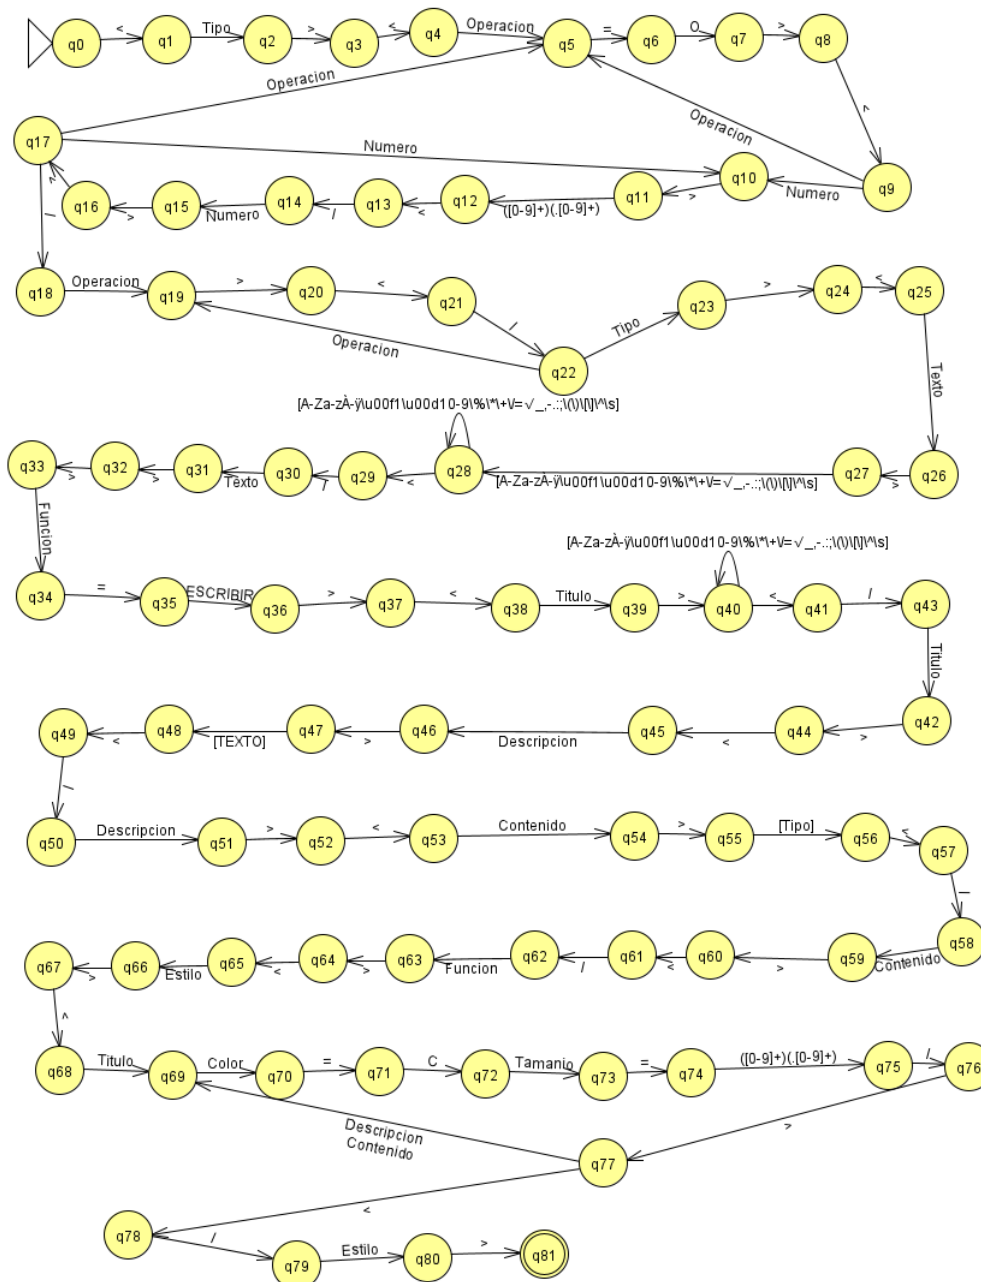 q0 < q1 Tipo q2 > q3 < q4 Operacion q5 = q6 O q7 > q8
<
Operacion
Operacion
q17 Numero q10 Numero q9
< q16 > q15 Numero q14 / q13 < q12 ([0-9]+)(.[0-9]+) q11 >
/
q18 Operacion q19 > q20 < q21 q23 > q24 < q25
/
Operacion q22 Tipo
Texto
[A-Za-zÀ-ÿ\u00f1\u00d10-9\%\*\+\/=√_,-.:;\(\)\[\]\^\s]
q33 > q32 > q31 Texto q30 / q29 < q28 [A-Za-zÀ-ÿ\u00f1\u00d10-9\%\*\+\/=√_,-.:;\(\)\[\]\^\s] q27 > q26
Funcion
[A-Za-zÀ-ÿ\u00f1\u00d10-9\%\*\+\/=√_,-.:;\(\)\[\]\^\s]
q34 = q35 ESCRIBIR q36 > q37 < q38 Titulo q39 > q40 < q41 / q43
Titulo
q49 < q48 [TEXTO] q47 > q46 Descripcion q45 < q44 > q42
/
q50 Descripcion q51 > q52 < q53 Contenido q54 > q55 [Tipo] q56 < q57
/
q67 > q66 Estilo q65 < q64 > q63 Funcion q62 / q61 < q60 > q59 Contenido q58
<
q68 Titulo q69 Color q70 = q71 C q72 Tamanio q73 = q74 ([0-9]+)(.[0-9]+) q75 / q76
Descripcion
Contenido
q77 >
<
q78 / q79 Estilo q80 > q81